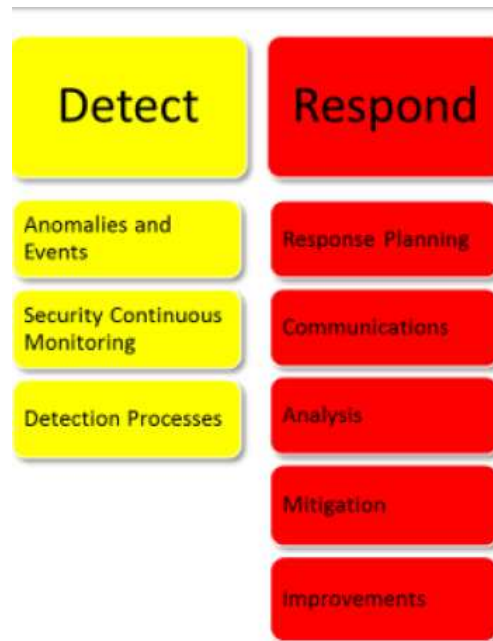 Detect
Anomalies and
Events
Security Continuous
Monitoring
Detection Processes
Respond
Response Planning
Communications
Analysis
Mitigation
Improvements